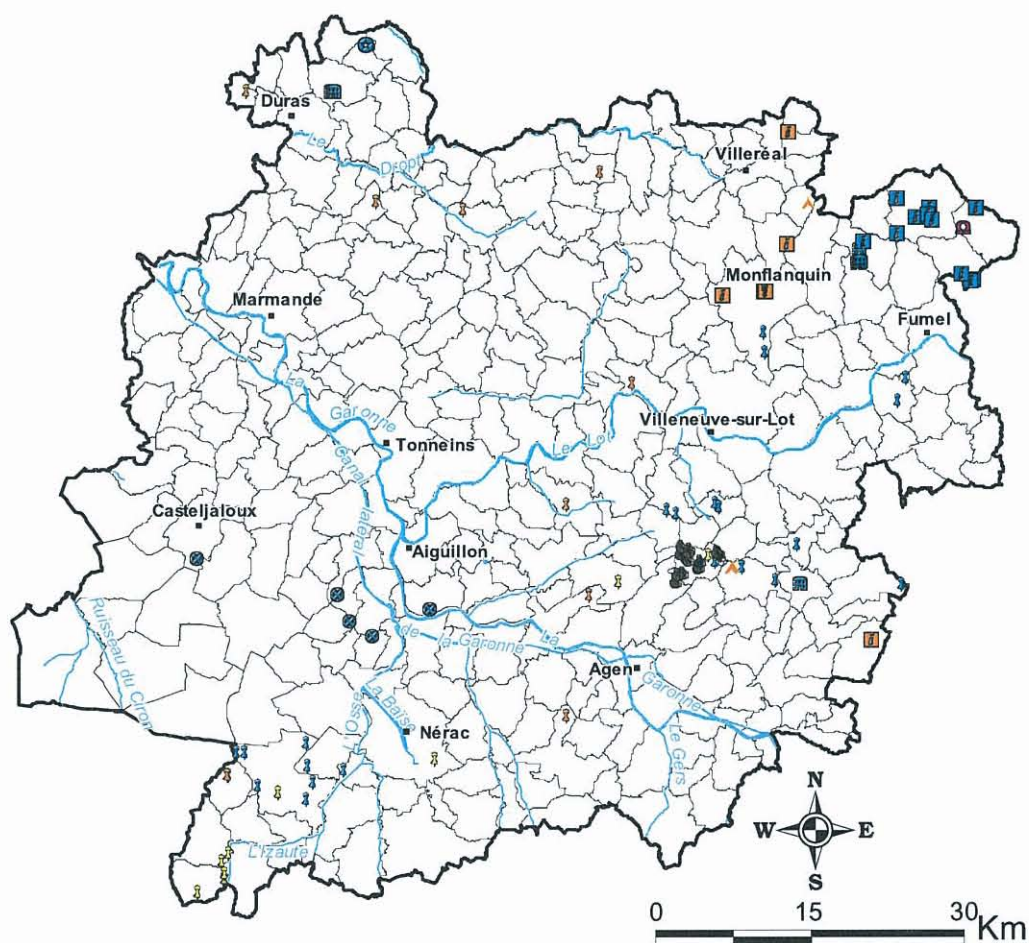 Duras
Le Dropt
Villeréal
Monflanquin
Marmande
Fumel
La Garonne
Villeneuve-sur-Lot
Tonneins
Le Lot
Canal latéral
Casteljaloux
Aigüillon
Ruisseau du Ciron
de la Garonne
La Garonne
Agen
La Baïse
L'Osse
Nérac
Le Gers
L'Izaute
N
W
E
S
0 15 30 Km